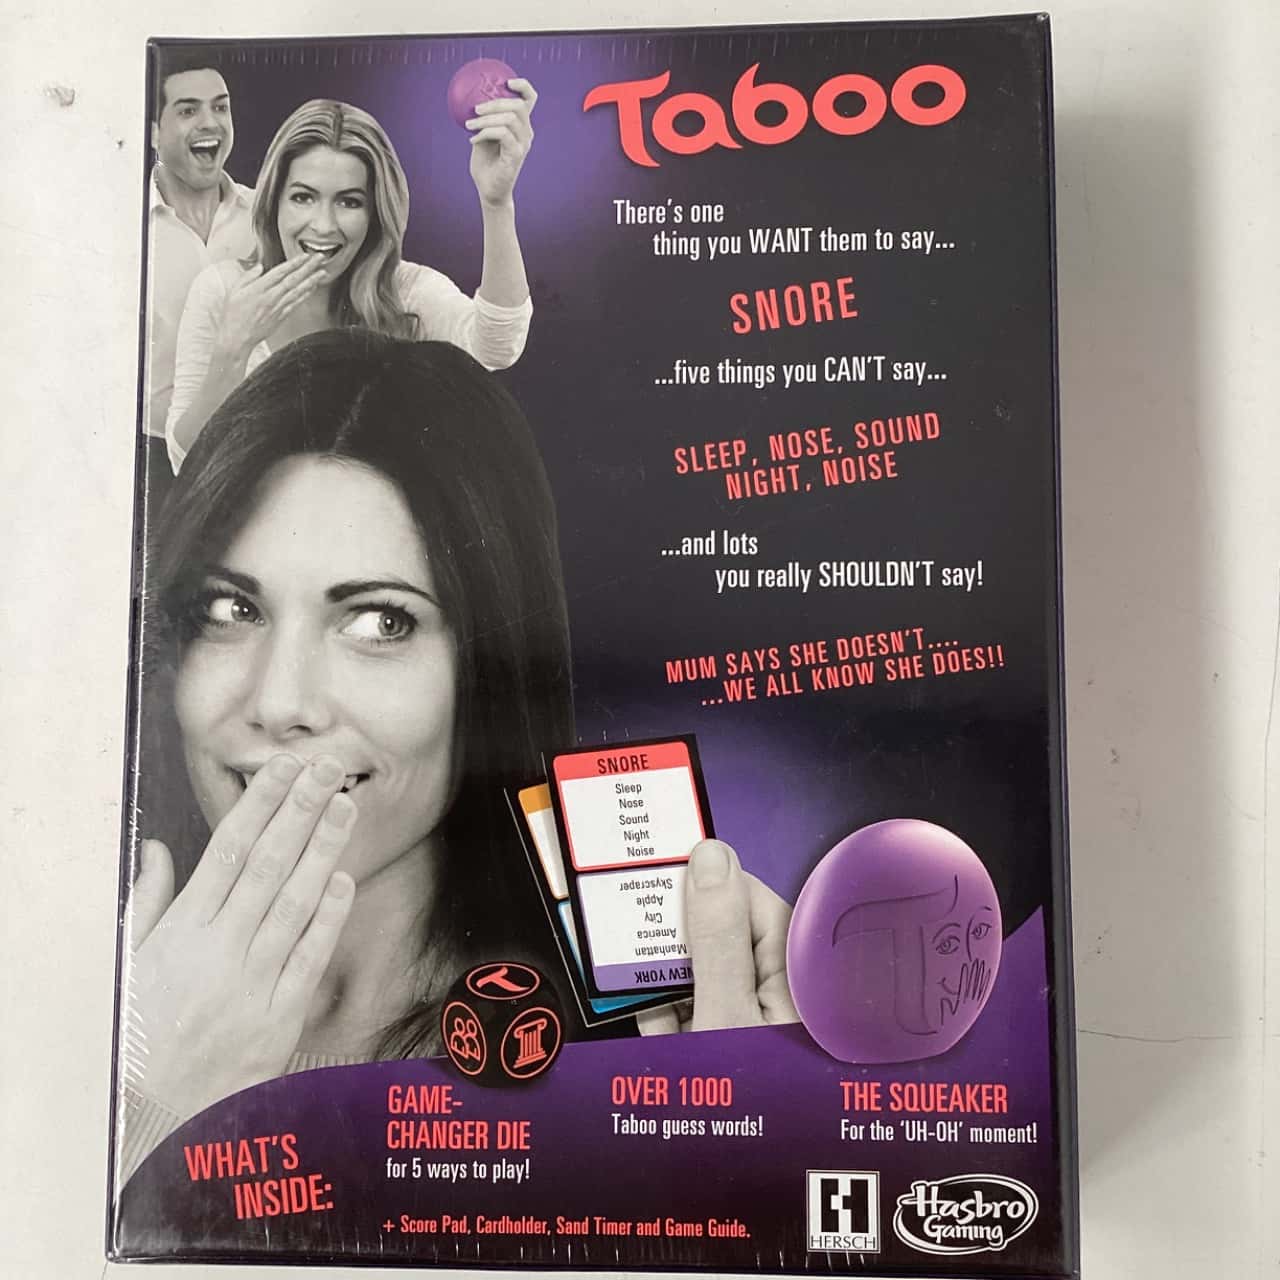 Taboo
There's one
thing you WANT them to say...
SNORE
...five things you CAN'T say...
SLEEP, NOSE, SOUND
NIGHT, NOISE
...and lots
you really SHOULDN'T say!
MUM SAYS SHE DOESN'T....
...WE ALL KNOW SHE DOES!!
SNORE
Sleep
Nose
Sound
Night
Noise
NEW YORK
Manhattan
America
City
Apple
Skyscraper
WHAT'S
INSIDE:
GAME-
CHANGER DIE
for 5 ways to play!
OVER 1000
Taboo guess words!
THE SQUEAKER
For the 'UH-OH' moment!
+ Score Pad, Cardholder, Sand Timer and Game Guide.
HERSCH
Hasbro
Gaming